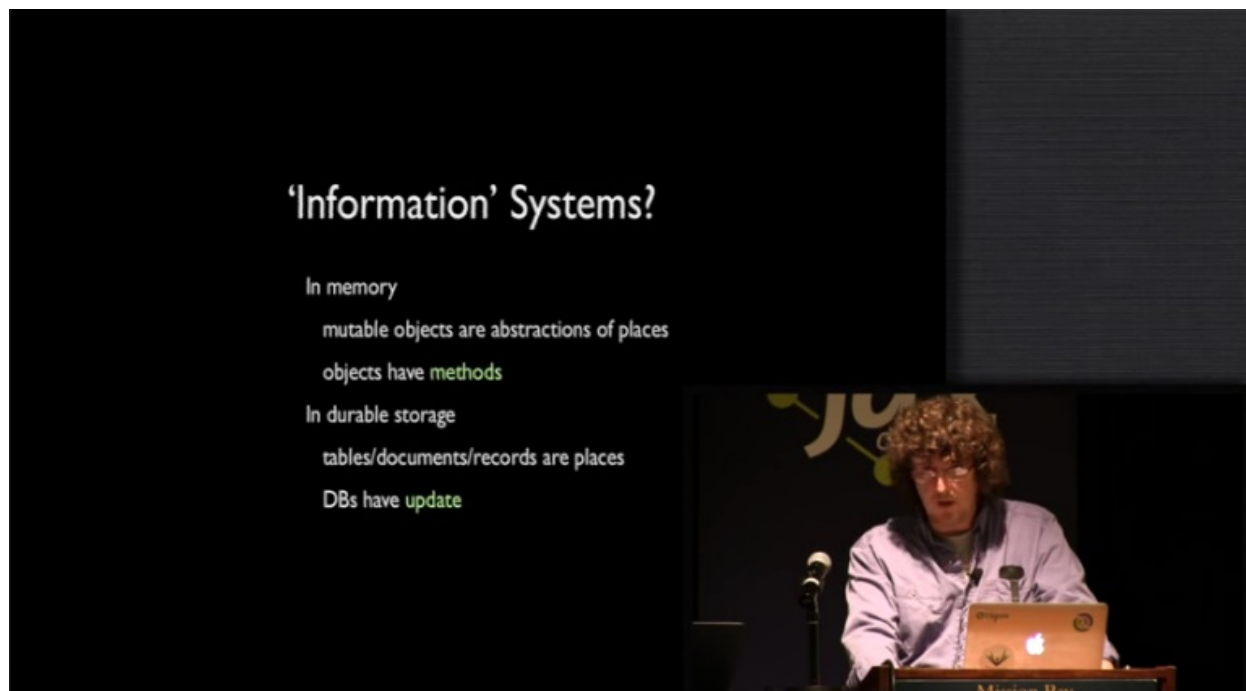 ‘Information’ Systems?
In memory
mutable objects are abstractions of places
objects have methods
In durable storage
tables/documents/records are places
DBs have update